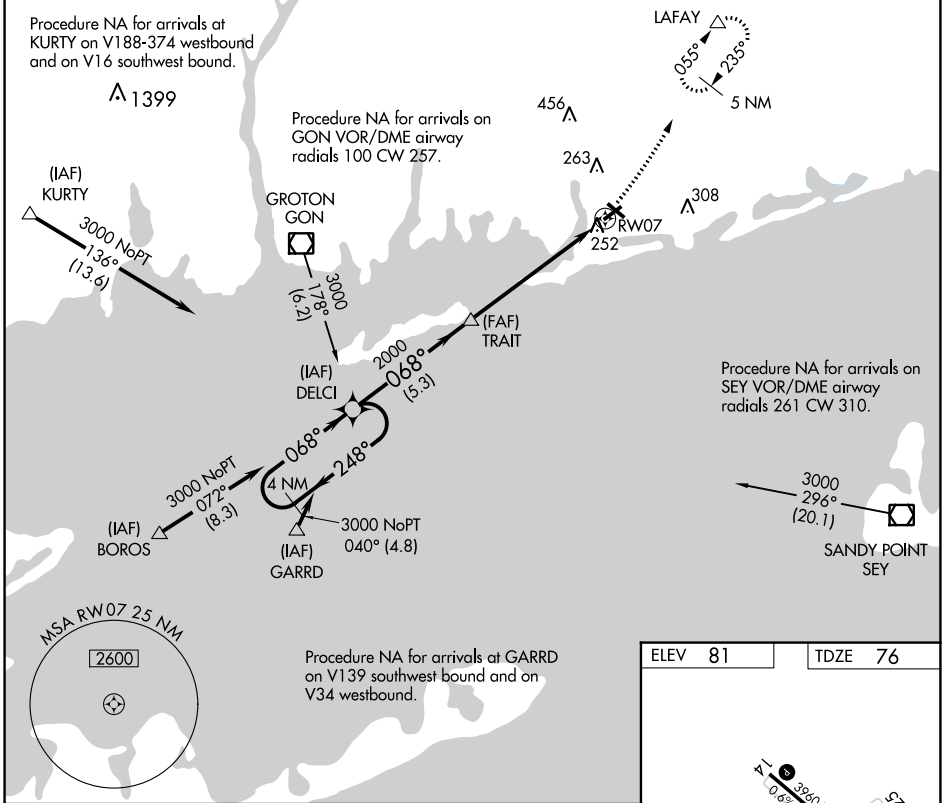 Procedure NA for arrivals at
KURTY on V188-374 westbound
and on V16 southwest bound.
1399
LAFAY
055°
235°
5 NM
456
Procedure NA for arrivals on
GON VOR/DME airway
radials 100 CW 257.
263
(IAF)
KURTY
3000 NoPT
136°
(13.6)
GROTON
GON
308
RW07
252
3000
178°
(6.2)
(FAF)
TRAIT
2000
068°
(5.3)
(IAF)
DELCI
Procedure NA for arrivals on
SEY VOR/DME airway
radials 261 CW 310.
068°
248°
3000 NoPT
072°
(8.3)
4 NM
(IAF)
BOROS
3000 NoPT
040° (4.8)
(IAF)
GARRD
3000
296°
(20.1)
SANDY POINT
SEY
MSA RW07 25 NM
2600
Procedure NA for arrivals at GARRD
on V139 southwest bound and on
V34 westbound.
ELEV 81
TDZE 76
14
P
3960
0.6%